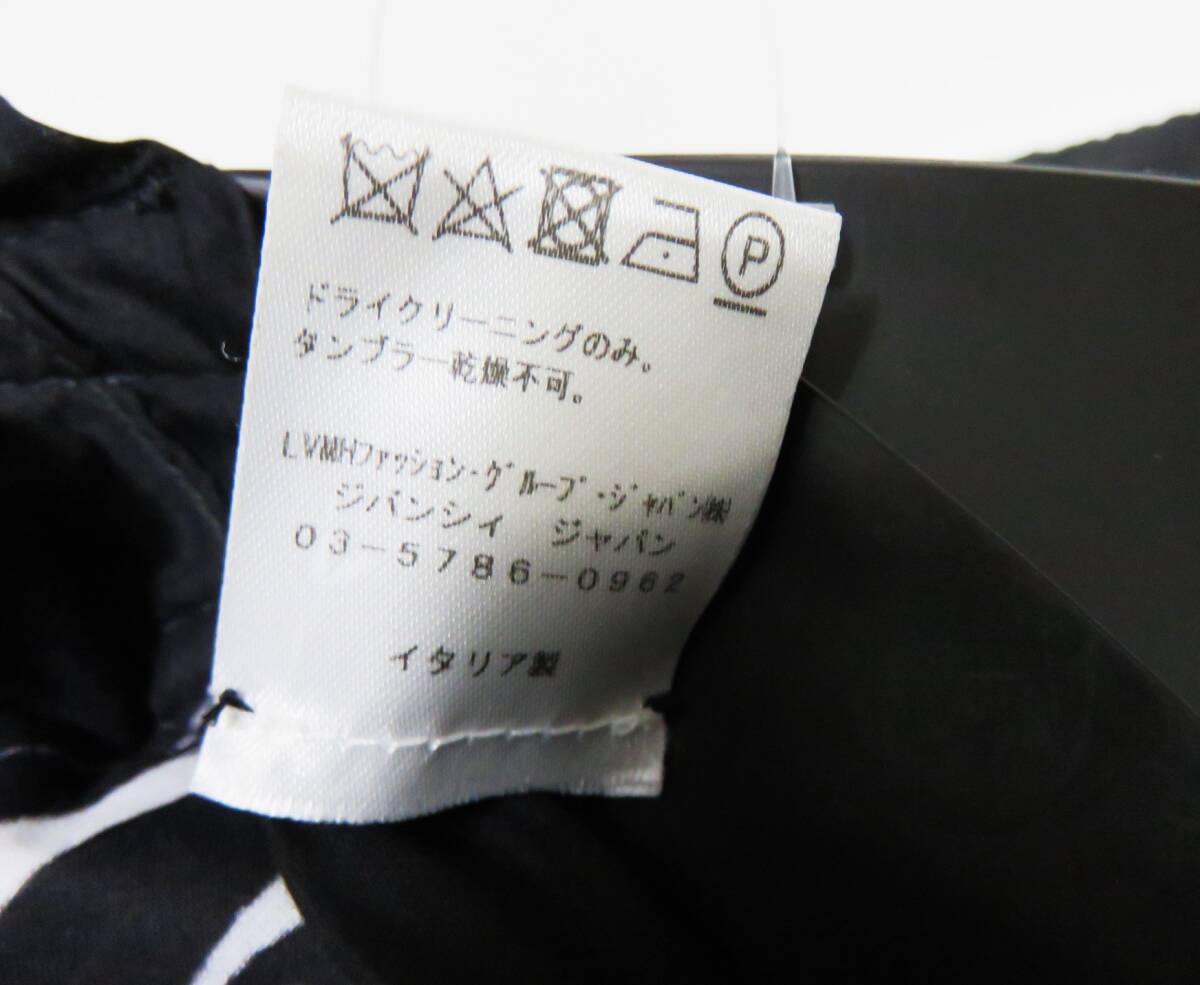 P
ドライクリーニングのみ。
タンブラー乾燥不可。
LVMHﾌｧｯｼｮﾝ・ｸﾞﾙｰﾌﾟ・ｼﾞｬﾊﾟﾝ㈱
ジバンシイ ジャパン
03-5786-0962
イタリア製